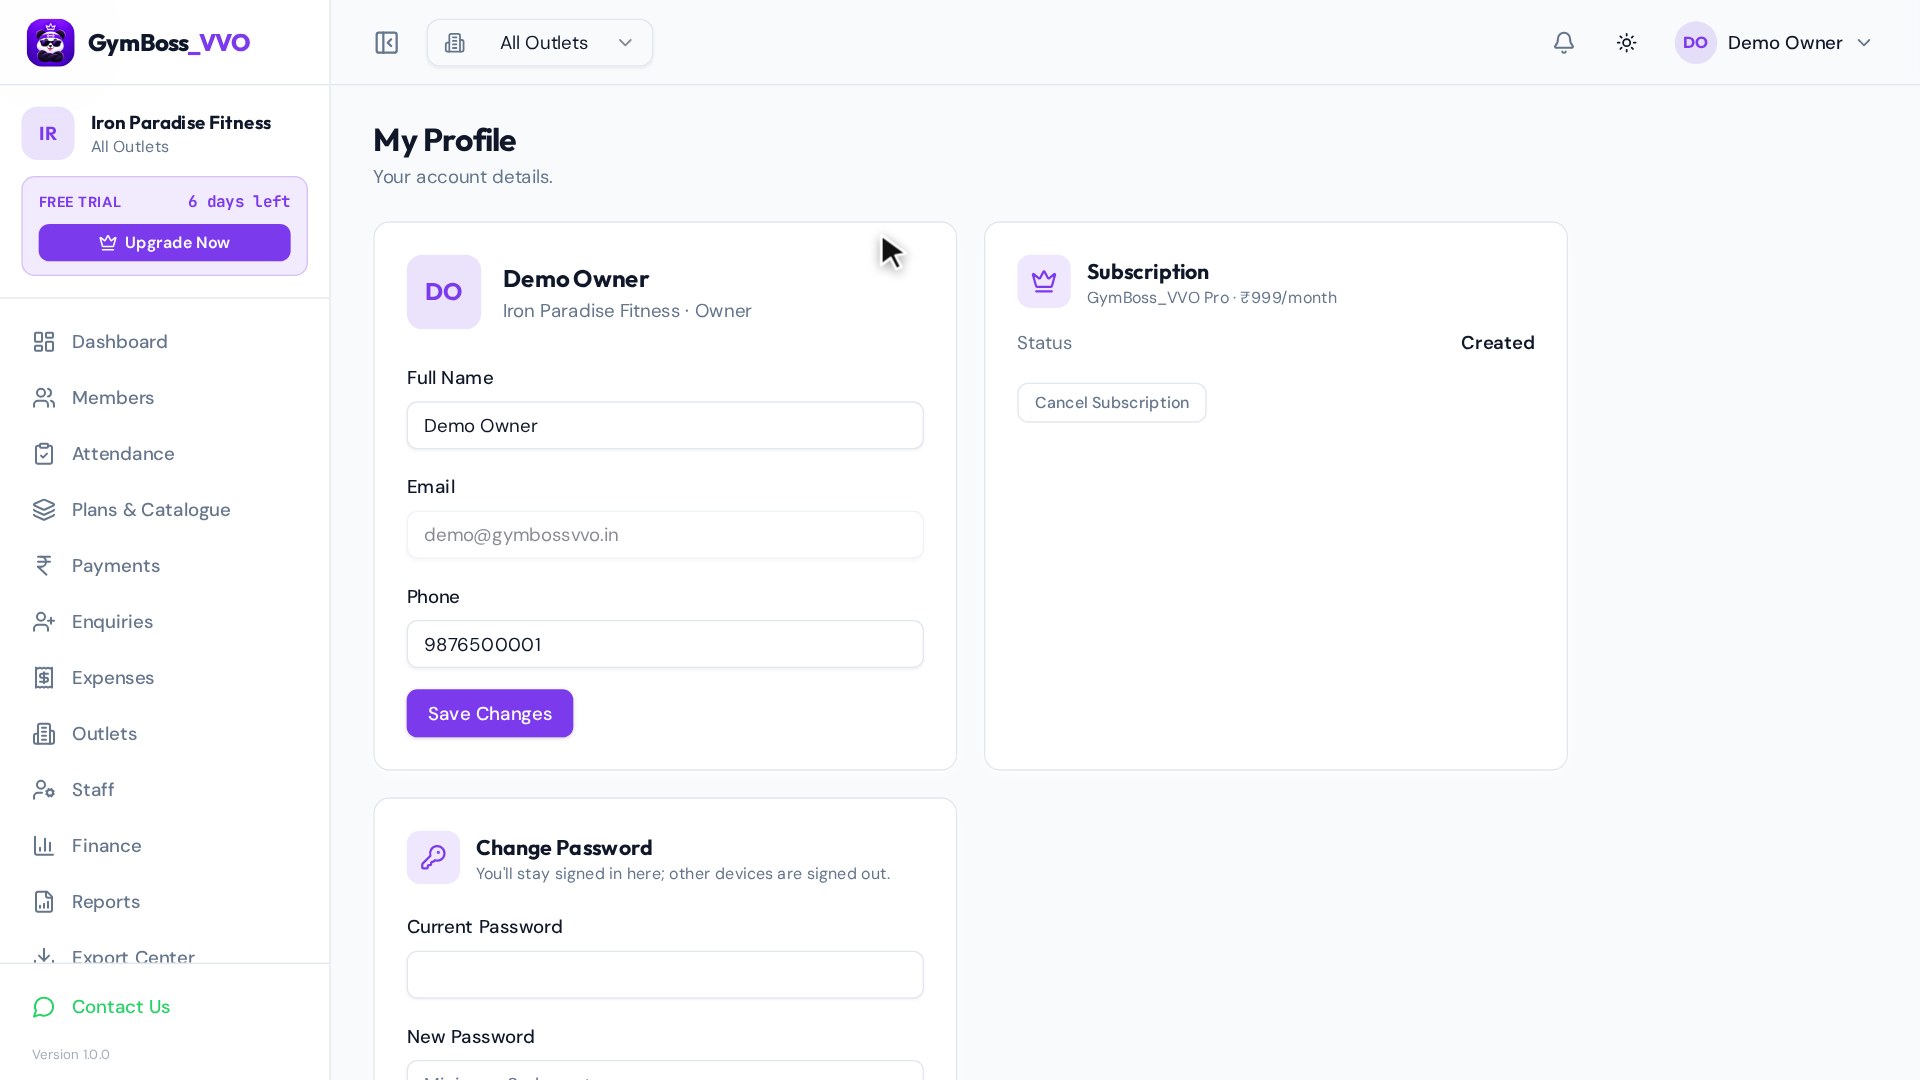 GymBoss_VVO
All Outlets
DO
Demo Owner
IR
Iron Paradise Fitness
All Outlets
FREE TRIAL
6 days left
Upgrade Now
Dashboard
Members
Attendance
Plans & Catalogue
Payments
Enquiries
Expenses
Outlets
Staff
Finance
Reports
Export Center
Contact Us
Version 1.0.0
My Profile
Your account details.
DO
Demo Owner
Iron Paradise Fitness · Owner
Full Name
Demo Owner
Email
demo@gymbossvvo.in
Phone
9876500001
Save Changes
Subscription
GymBoss_VVO Pro · ₹999/month
Status
Created
Cancel Subscription
Change Password
You'll stay signed in here; other devices are signed out.
Current Password
New Password